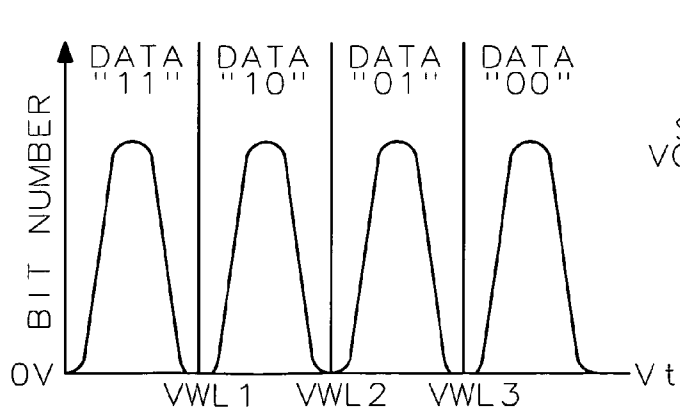 DATA "11"
DATA "10"
DATA "01"
DATA "00"
BIT NUMBER
0V
VWL1
VWL2
VWL3
Vt